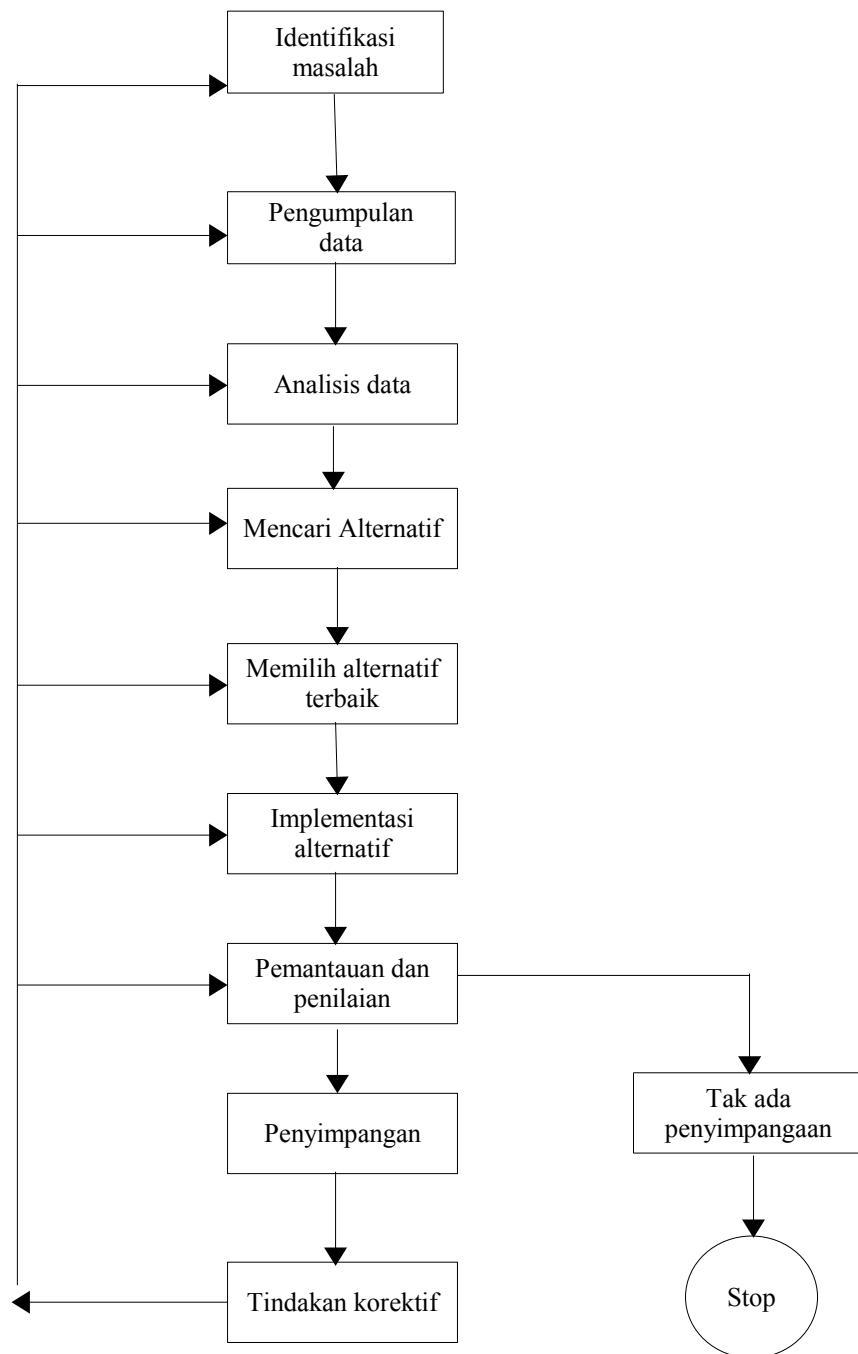 Identifikasi
masalah
Pengumpulan
data
Analisis data
Mencari Alternatif
Memilih alternatif
terbaik
Implementasi
alternatif
Pemantauan dan
penilaian
Penyimpangan
Tak ada
penyimpangaan
Tindakan korektif
Stop